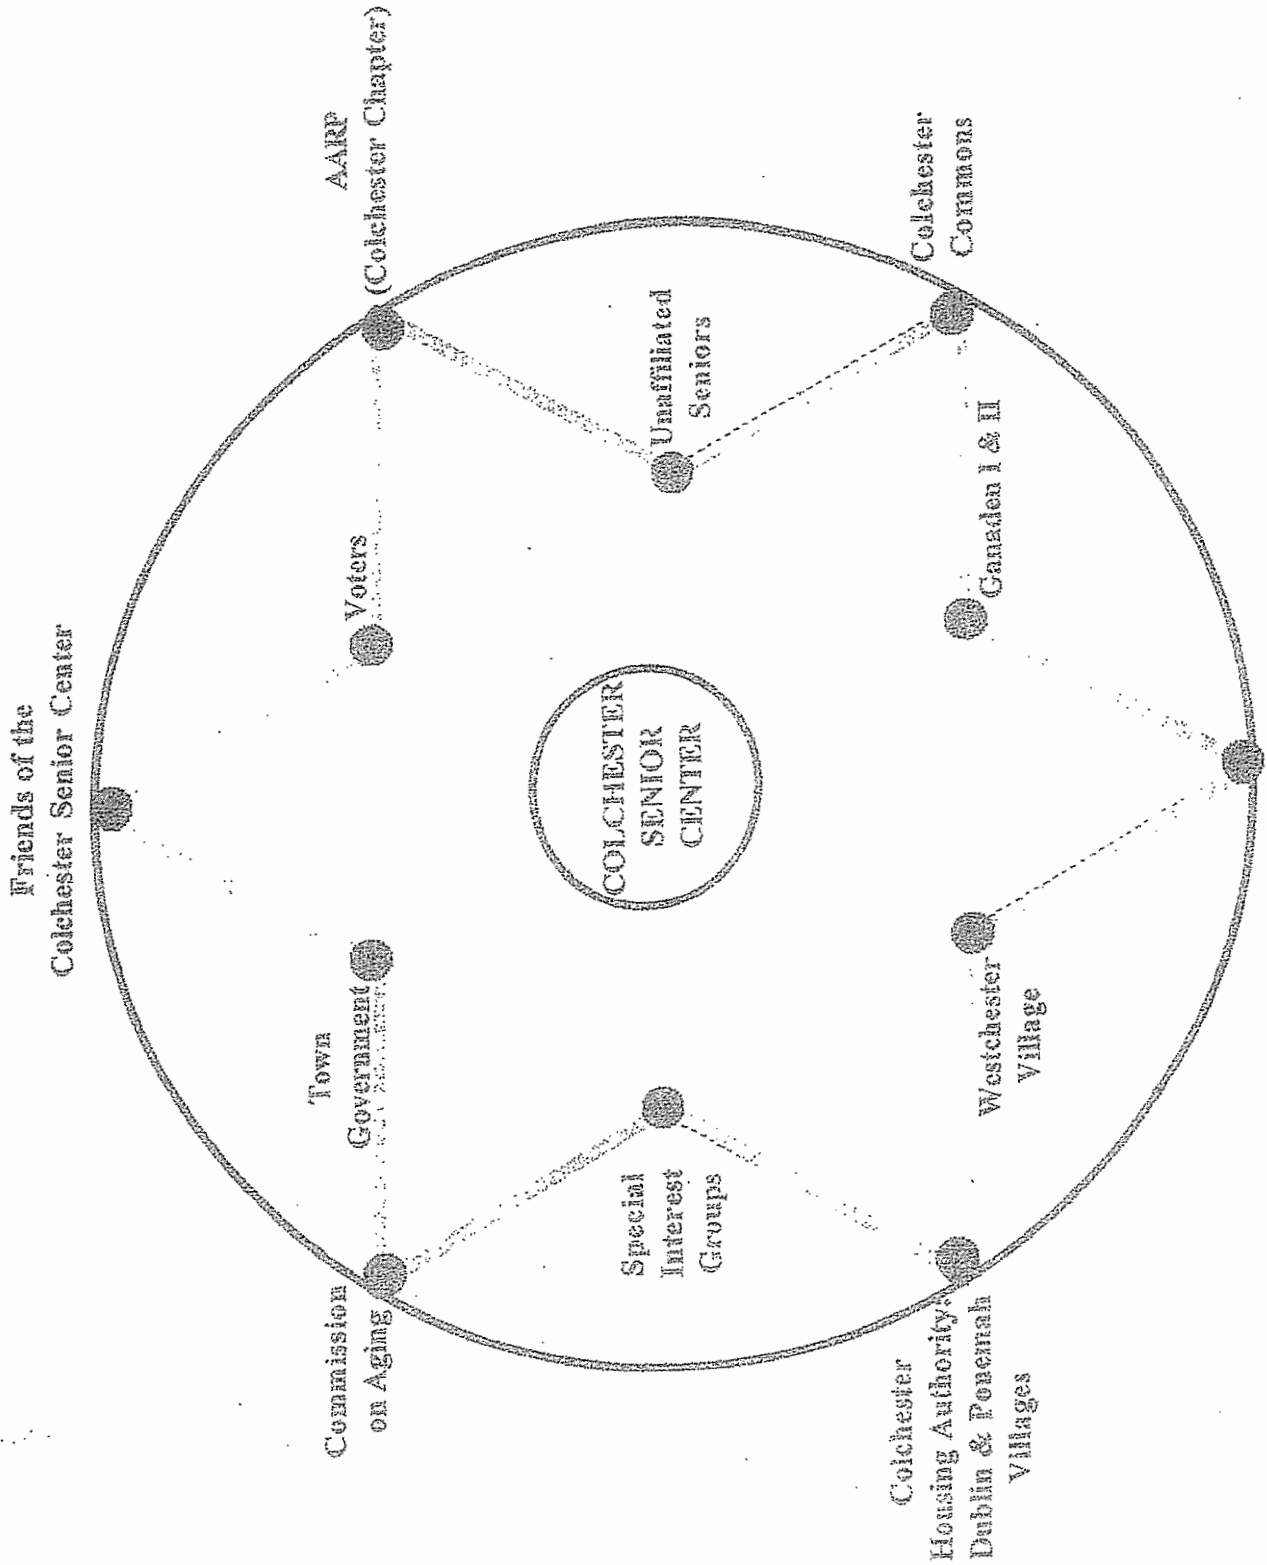 Friends of the
Colchester Senior Center
Commission
on Aging
Town
Government
Voters
AARP
(Colchester Chapter)
Special
Interest
Groups
COLCHESTER
SENIOR
CENTER
Unaffiliated
Seniors
Colchester
Housing Authority:
Dublin & Ponemah
Villages
Westchester
Village
Ganaden I & II
Colchester
Commons